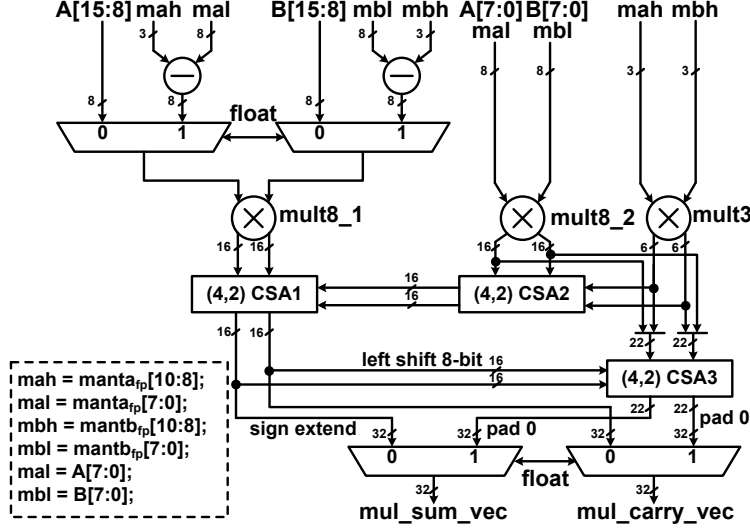 A[15:8] mah mal B[15:8] mbl mbh A[7:0] B[7:0] mah mbh
mal mbl
3 8 8 3 8 8 3 3
− −
8 8 8 8
float
0 1 0 1
× mult8_1 × mult8_2 × mult3
16 16 16 16 6 6
(4,2) CSA1 16 (4,2) CSA2
16
16 16 22 22
left shift 8-bit 16
16 (4,2) CSA3
22 22
sign extend pad 0 pad 0
32 32 32 32
0 1 0 1
float
32 32
mul_sum_vec mul_carry_vec
mah = manta_fp[10:8];
mal = manta_fp[7:0];
mbh = mantb_fp[10:8];
mbl = mantb_fp[7:0];
mal = A[7:0];
mbl = B[7:0];